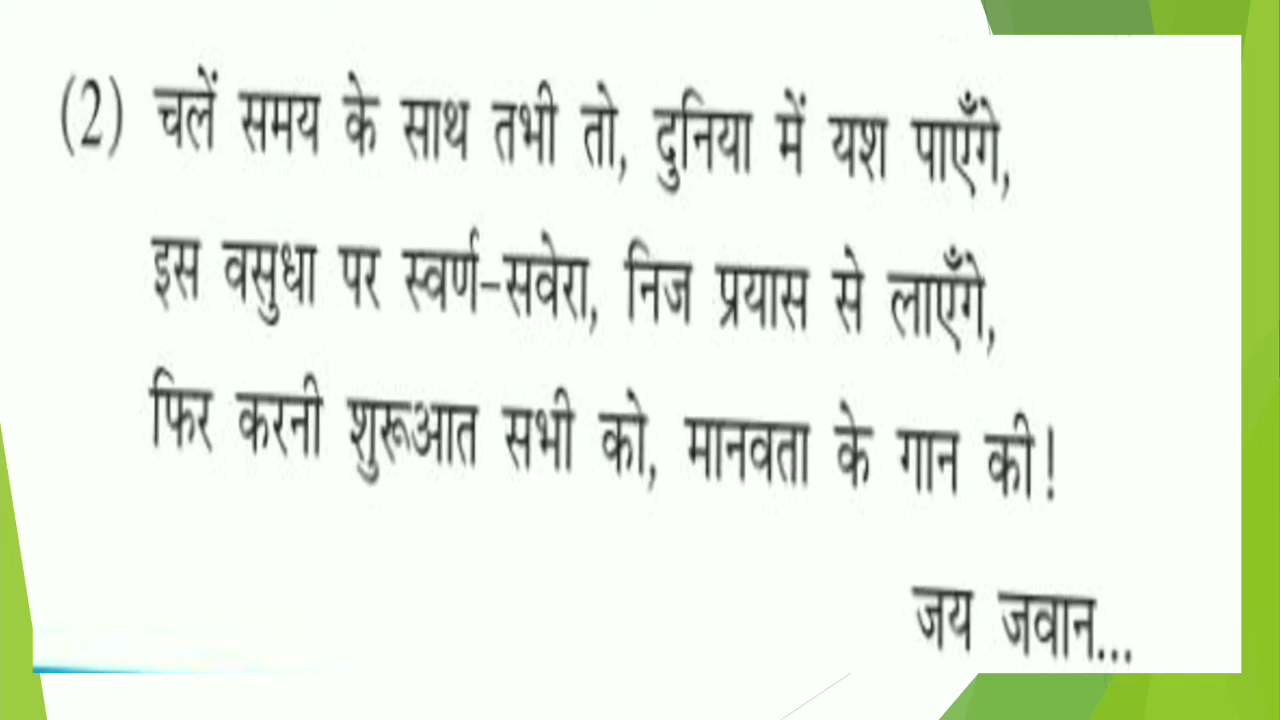 (2) चलें समय के साथ तभी तो, दुनिया में यश पाएँगे,
इस वसुधा पर स्वर्ण-सवेरा, निज प्रयास से लाएँगे,
फिर करनी शुरूआत सभी को, मानवता के गान की!
जय जवान...